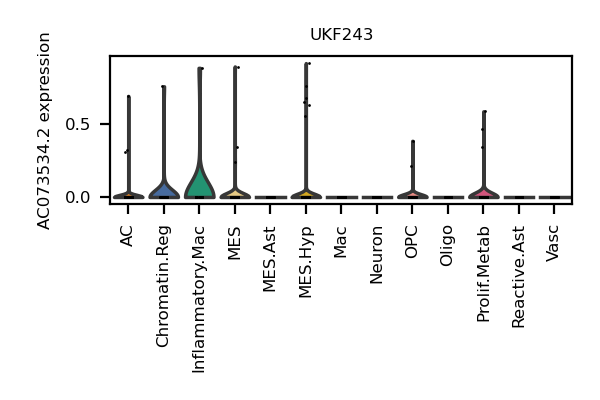 UKF243
AC073534.2 expression
0.5
0.0
AC
Chromatin.Reg
Inflammatory.Mac
MES
MES.Ast
MES.Hyp
Mac
Neuron
OPC
Oligo
Prolif.Metab
Reactive.Ast
Vasc